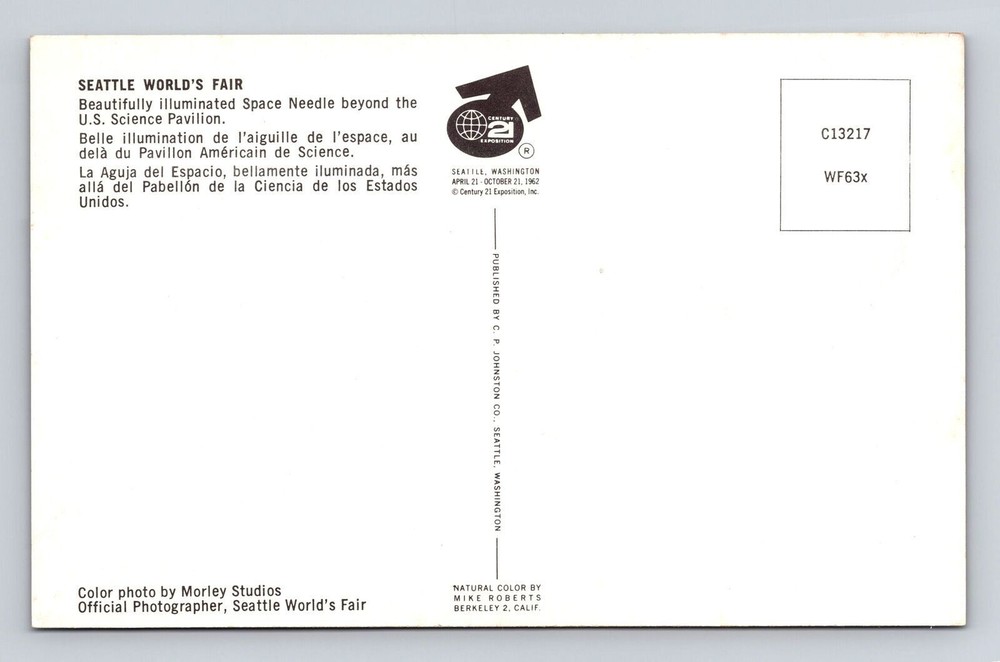 SEATTLE WORLD'S FAIR
Beautifully illuminated Space Needle beyond the
U.S. Science Pavilion.
Belle illumination de l'aiguille de l'espace, au
delà du Pavillon Américain de Science.
La Aguja del Espacio, bellamente iluminada, más
allá del Pabellón de la Ciencia de los Estados
Unidos.
CENTURY
21
EXPOSITION
®
SEATTLE, WASHINGTON
APRIL 21 - OCTOBER 21, 1962
© Century 21 Exposition, Inc.
C13217
WF63x
PUBLISHED BY C. P. JOHNSTON CO., SEATTLE, WASHINGTON
Color photo by Morley Studios
Official Photographer, Seattle World's Fair
NATURAL COLOR BY
MIKE ROBERTS
BERKELEY 2, CALIF.